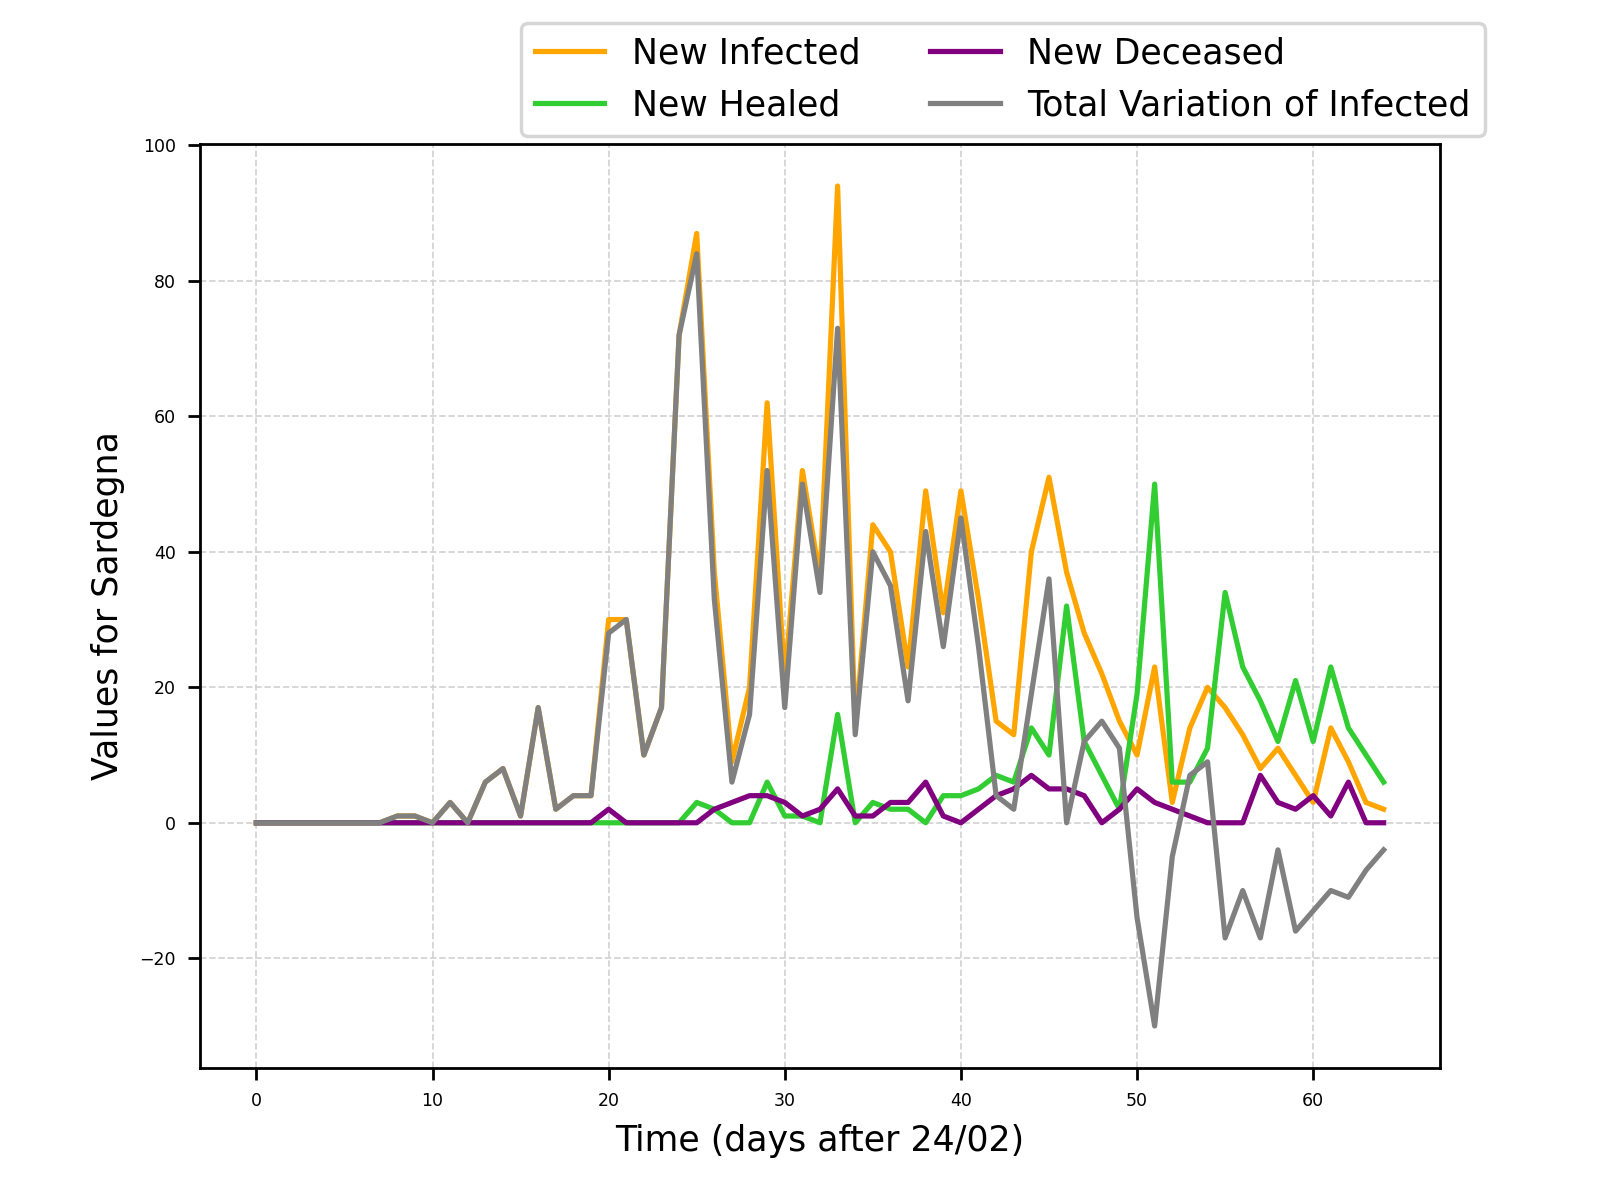 New Infected
New Healed
New Deceased
Total Variation of Infected
100
80
60
40
20
0
−20
Values for Sardegna
0 10 20 30 40 50 60
Time (days after 24/02)